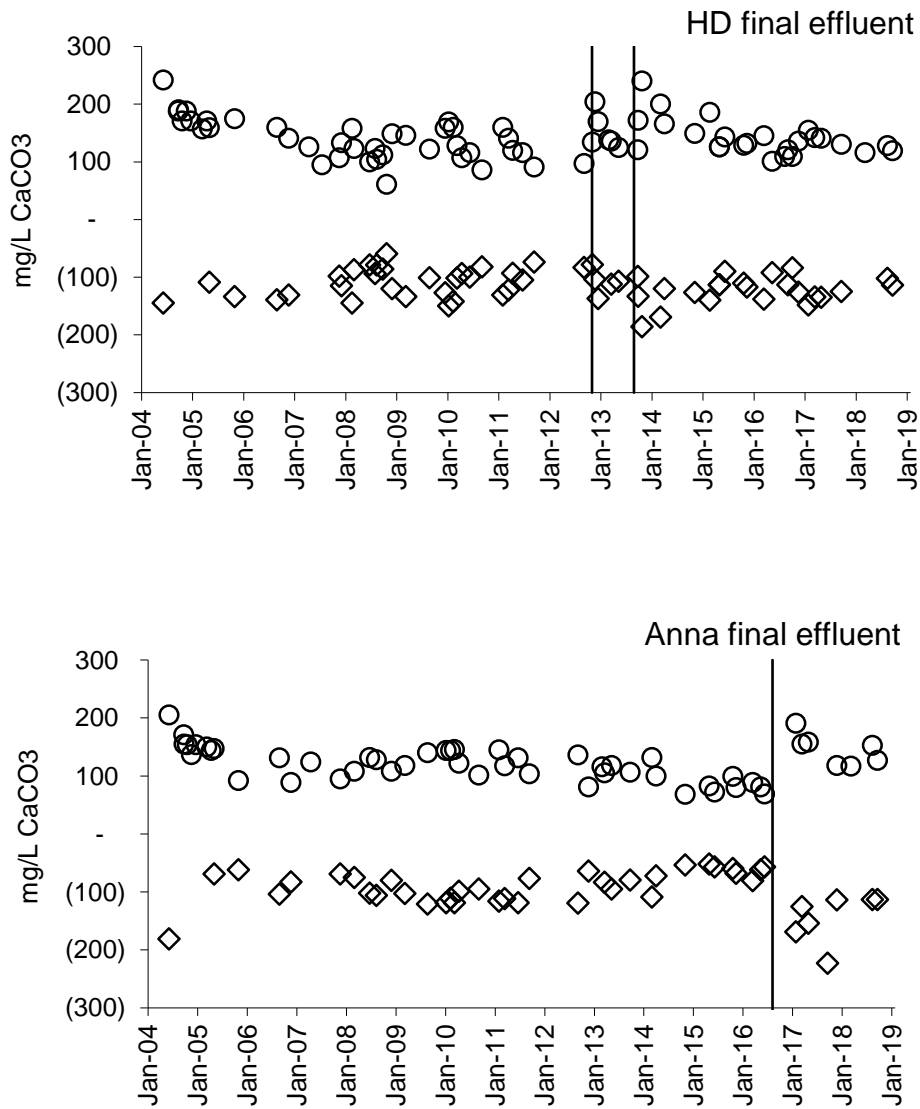 HD final effluent
mg/L CaCO3
300
200
100
-
(100)
(200)
(300)
Jan-04
Jan-05
Jan-06
Jan-07
Jan-08
Jan-09
Jan-10
Jan-11
Jan-12
Jan-13
Jan-14
Jan-15
Jan-16
Jan-17
Jan-18
Jan-19
Anna final effluent
mg/L CaCO3
300
200
100
-
(100)
(200)
(300)
Jan-04
Jan-05
Jan-06
Jan-07
Jan-08
Jan-09
Jan-10
Jan-11
Jan-12
Jan-13
Jan-14
Jan-15
Jan-16
Jan-17
Jan-18
Jan-19